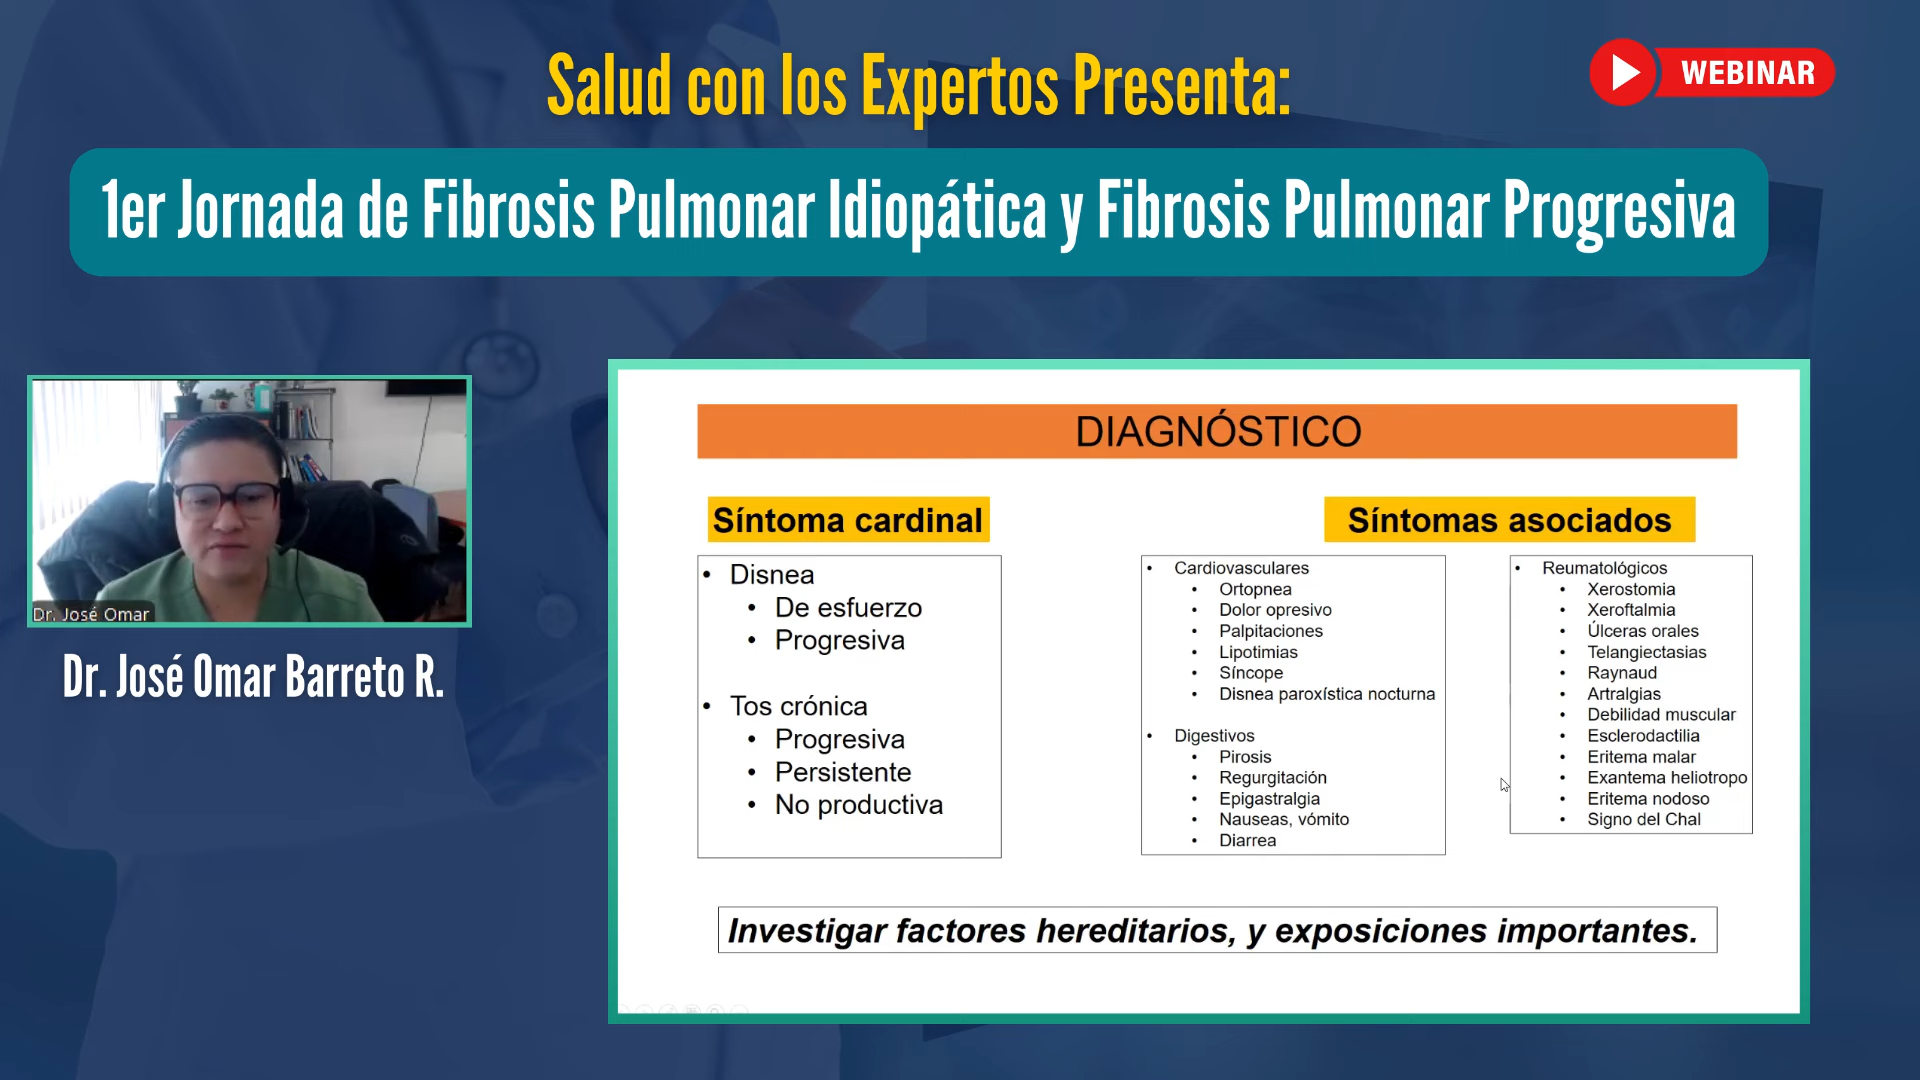 Salud con los Expertos Presenta:
WEBINAR
1er Jornada de Fibrosis Pulmonar Idiopática y Fibrosis Pulmonar Progresiva
Dr. José Omar
Dr. José Omar Barreto R.
DIAGNÓSTICO
Síntoma cardinal
• Disnea
• De esfuerzo
• Progresiva
• Tos crónica
• Progresiva
• Persistente
• No productiva
Síntomas asociados
• Cardiovasculares
• Ortopnea
• Dolor opresivo
• Palpitaciones
• Lipotimias
• Síncope
• Disnea paroxística nocturna
• Digestivos
• Pirosis
• Regurgitación
• Epigastralgia
• Nauseas, vómito
• Diarrea
• Reumatológicos
• Xerostomia
• Xeroftalmia
• Úlceras orales
• Telangiectasias
• Raynaud
• Artralgias
• Debilidad muscular
• Esclerodactilia
• Eritema malar
• Exantema heliotropo
• Eritema nodoso
• Signo del Chal
Investigar factores hereditarios, y exposiciones importantes.